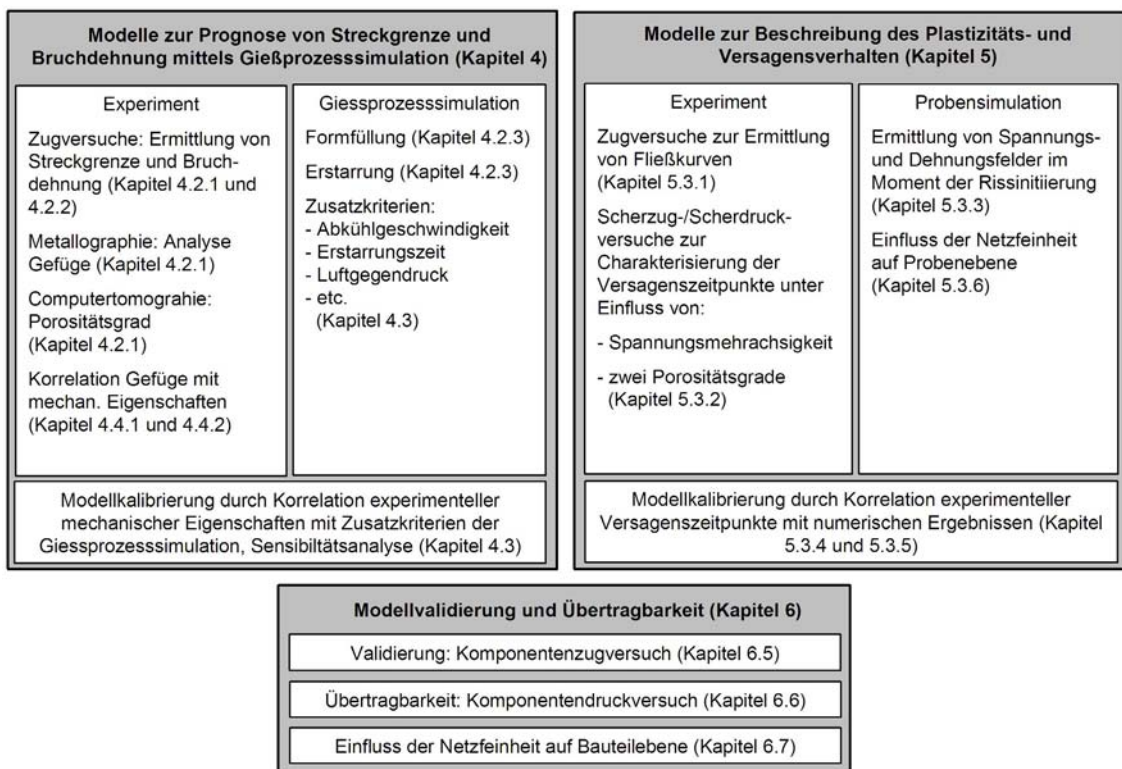 Modelle zur Prognose von Streckgrenze und
Bruchdehnung mittels Gießprozesssimulation (Kapitel 4)
Experiment
Zugversuche: Ermittlung von
Streckgrenze und Bruch-
dehnung (Kapitel 4.2.1 und
4.2.2)
Metallographie: Analyse
Gefüge (Kapitel 4.2.1)
Computertomograhie:
Porositätsgrad
(Kapitel 4.2.1)
Korrelation Gefüge mit
mechan. Eigenschaften
(Kapitel 4.4.1 und 4.4.2)
Giessprozesssimulation
Formfüllung (Kapitel 4.2.3)
Erstarrung (Kapitel 4.2.3)
Zusatzkriterien:
- Abkühlgeschwindigkeit
- Erstarrungszeit
- Luftgegendruck
- etc.
(Kapitel 4.3)
Modellkalibrierung durch Korrelation experimenteller
mechanischer Eigenschaften mit Zusatzkriterien der
Giessprozesssimulation, Sensibiltätsanalyse (Kapitel 4.3)
Modelle zur Beschreibung des Plastizitäts- und
Versagensverhalten (Kapitel 5)
Experiment
Zugversuche zur Ermittlung
von Fließkurven
(Kapitel 5.3.1)
Scherzug-/Scherdruck-
versuche zur
Charakterisierung der
Versagenszeitpunkte unter
Einfluss von:
- Spannungsmehrachsigkeit
- zwei Porositätsgrade
(Kapitel 5.3.2)
Probensimulation
Ermittlung von Spannungs-
und Dehnungsfelder im
Moment der Rissinitiierung
(Kapitel 5.3.3)
Einfluss der Netzfeinheit
auf Probenebene
(Kapitel 5.3.6)
Modellkalibrierung durch Korrelation experimenteller
Versagenszeitpunkte mit numerischen Ergebnissen (Kapitel
5.3.4 und 5.3.5)
Modellvalidierung und Übertragbarkeit (Kapitel 6)
Validierung: Komponentenzugversuch (Kapitel 6.5)
Übertragbarkeit: Komponentendruckversuch (Kapitel 6.6)
Einfluss der Netzfeinheit auf Bauteilebene (Kapitel 6.7)